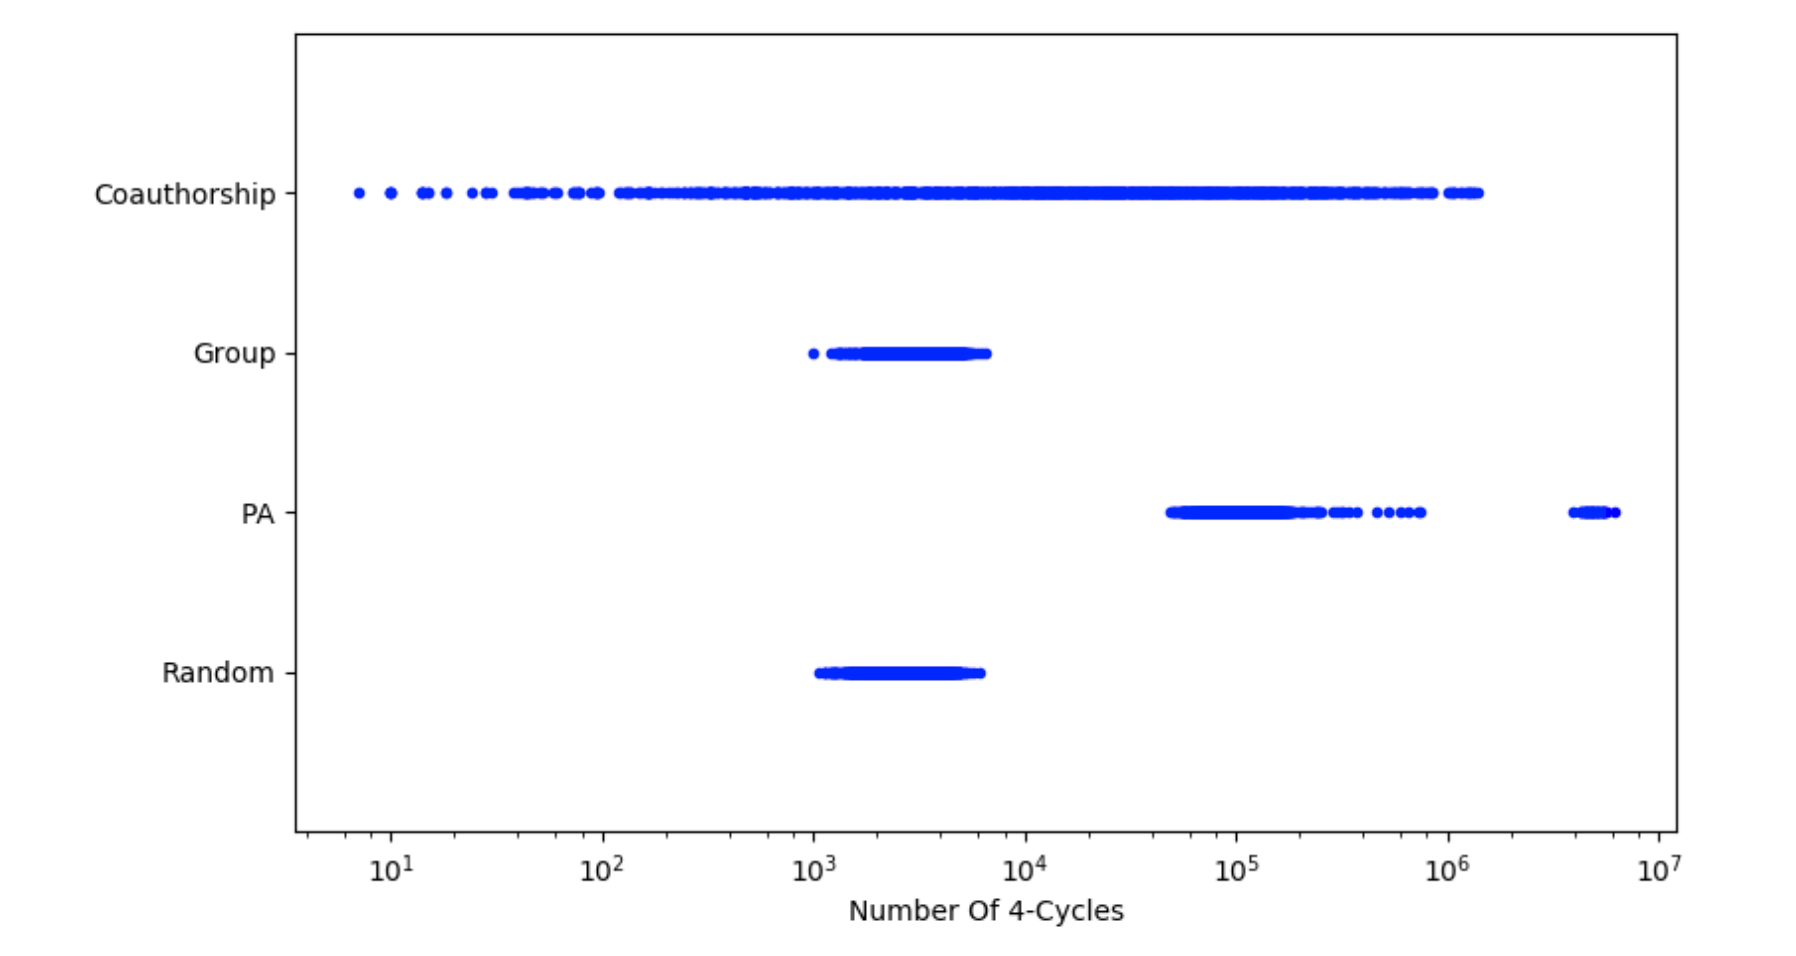 Coauthorship
Group
PA
Random
10¹ 10² 10³ 10⁴ 10⁵ 10⁶ 10⁷
Number Of 4-Cycles